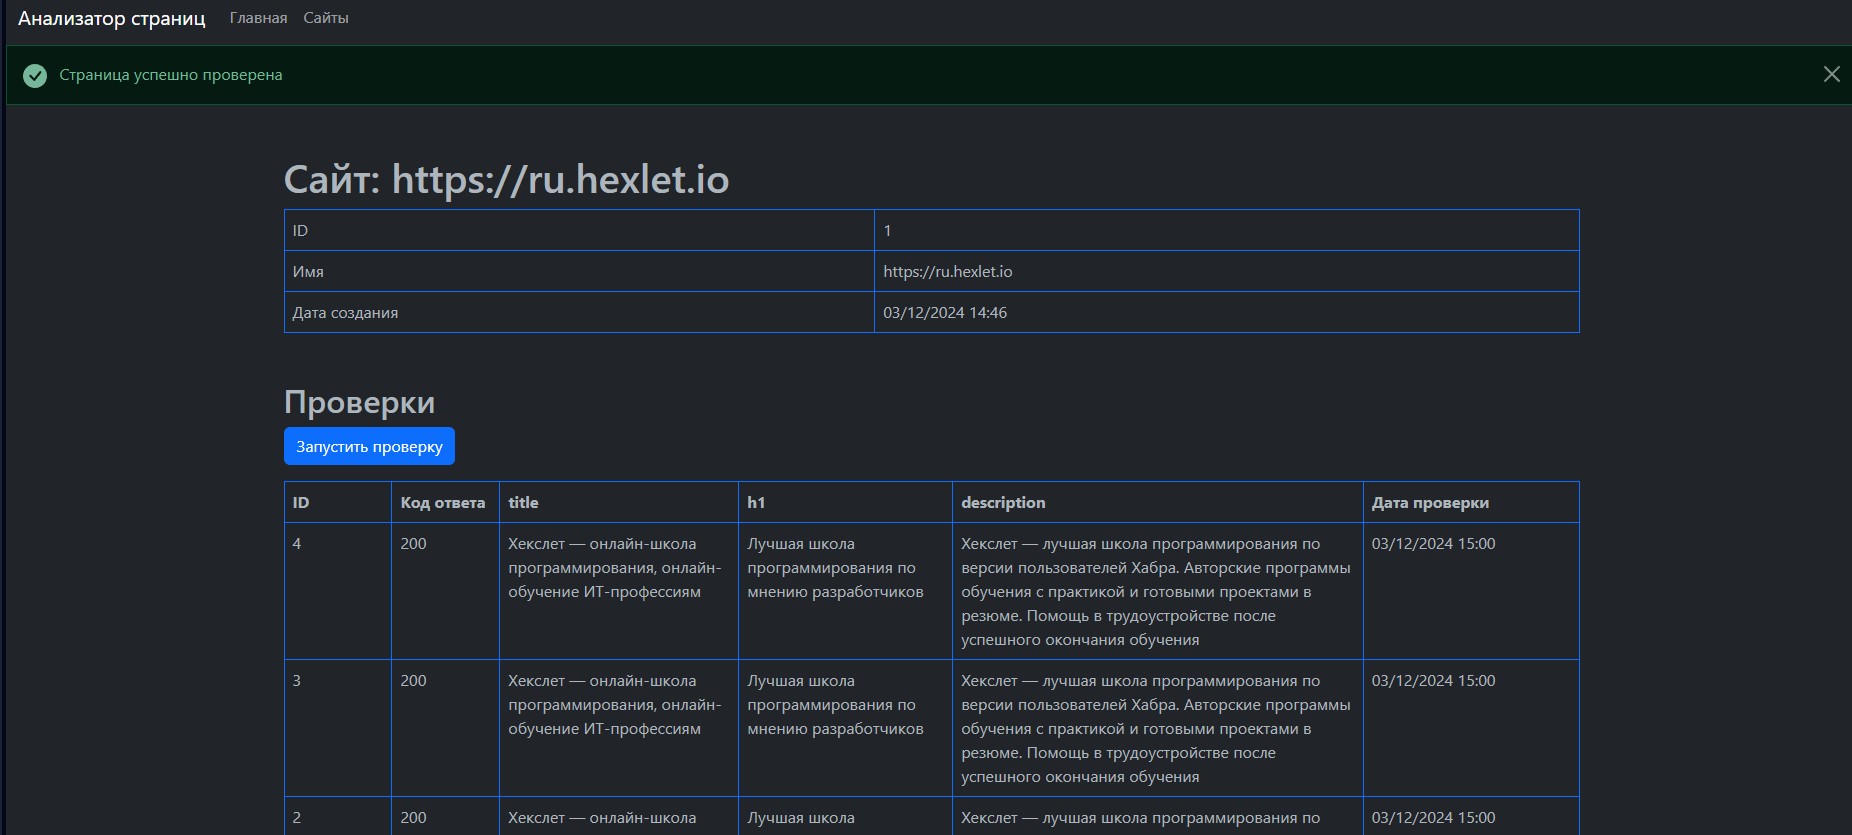 Анализатор страниц Главная Сайты
Страница успешно проверена
Сайт: https://ru.hexlet.io
ID 1
Имя https://ru.hexlet.io
Дата создания 03/12/2024 14:46
Проверки
Запустить проверку
ID Код ответа title h1 description Дата проверки
4 200 Хекслет — онлайн-школа Лучшая школа Хекслет — лучшая школа программирования по 03/12/2024 15:00
программирования, онлайн- программирования по версии пользователей Хабра. Авторские программы
обучение ИТ-профессиям мнению разработчиков обучения с практикой и готовыми проектами в
резюме. Помощь в трудоустройстве после
успешного окончания обучения
3 200 Хекслет — онлайн-школа Лучшая школа Хекслет — лучшая школа программирования по 03/12/2024 15:00
программирования, онлайн- программирования по версии пользователей Хабра. Авторские программы
обучение ИТ-профессиям мнению разработчиков обучения с практикой и готовыми проектами в
резюме. Помощь в трудоустройстве после
успешного окончания обучения
2 200 Хекслет — онлайн-школа Лучшая школа Хекслет — лучшая школа программирования по 03/12/2024 15:00